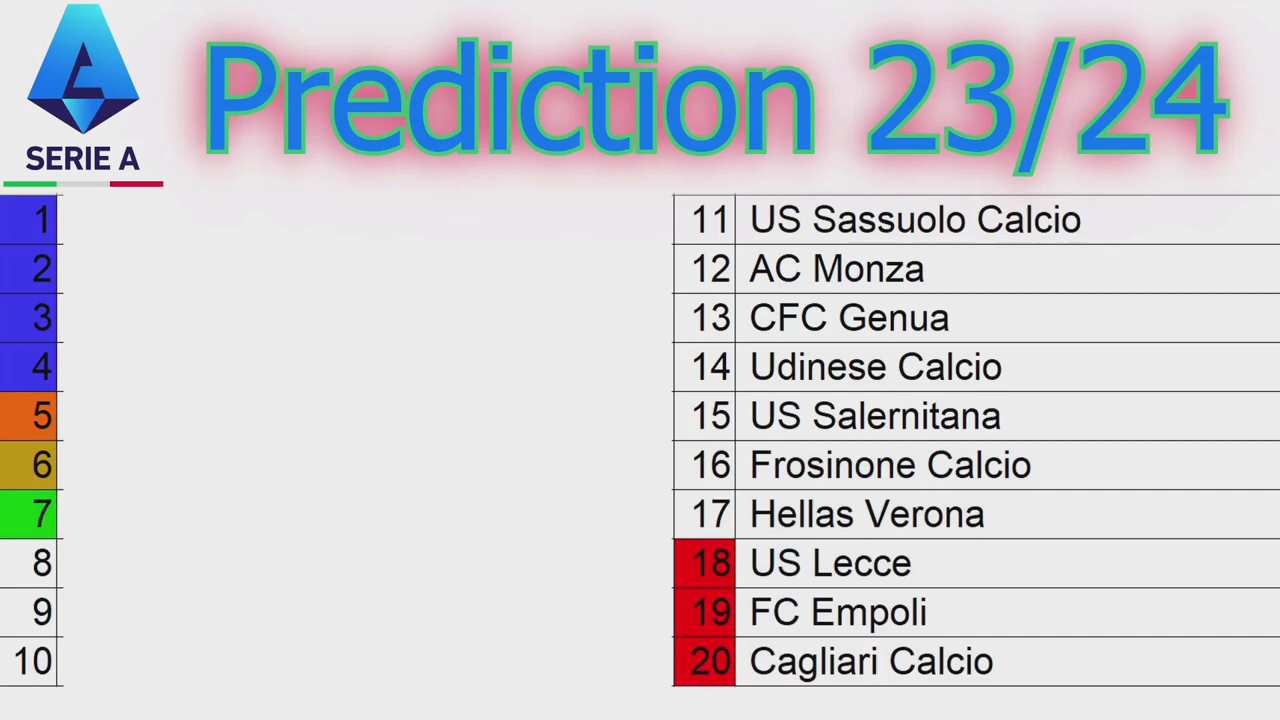 SERIE A
Prediction 23/24
1
2
3
4
5
6
7
8
9
10
11 US Sassuolo Calcio
12 AC Monza
13 CFC Genua
14 Udinese Calcio
15 US Salernitana
16 Frosinone Calcio
17 Hellas Verona
18 US Lecce
19 FC Empoli
20 Cagliari Calcio